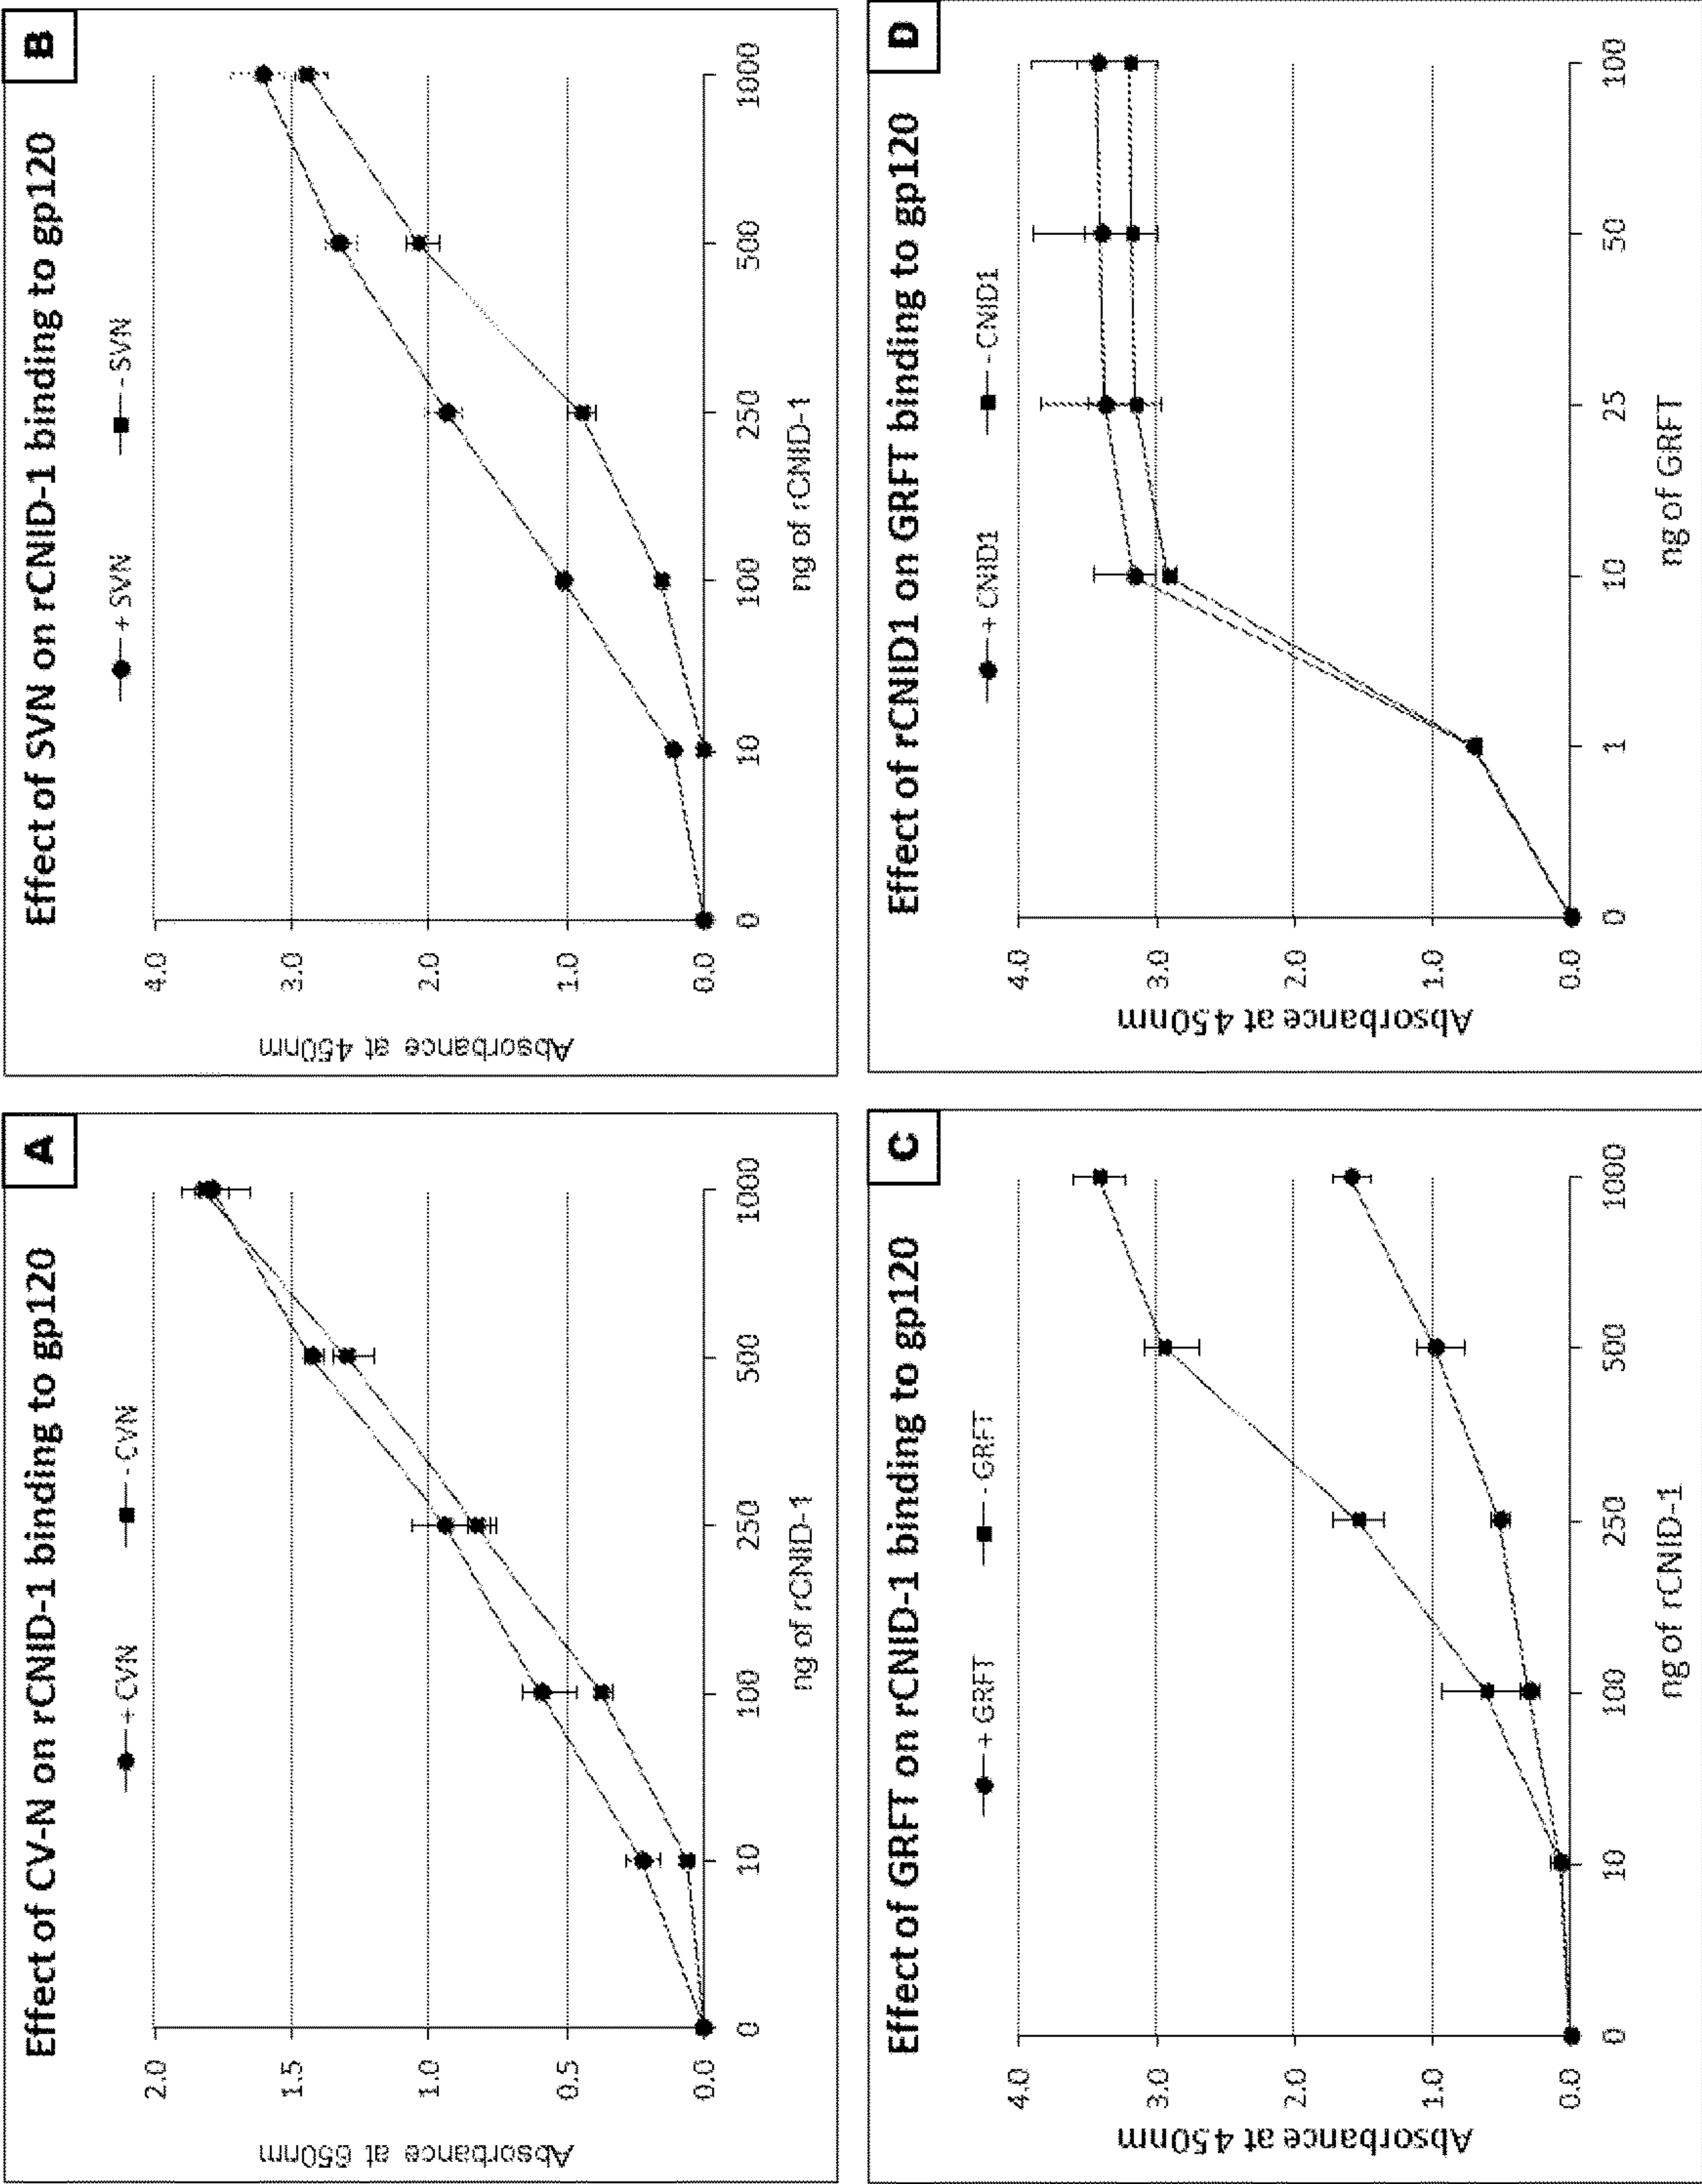 Effect of CV-N on rCNID-1 binding to gp120
A
+ CVN
- CVN
2.0
1.5
1.0
0.5
0.0
Absorbance at 650nm
0
10
100
250
500
1000
ng of rCNID-1
Effect of SVN on rCNID-1 binding to gp120
B
+ SVN
- SVN
4.0
3.0
2.0
1.0
0.0
Absorbance at 450nm
0
10
100
250
500
1000
ng of rCNID-1
Effect of GRFT on rCNID-1 binding to gp120
C
+ GRFT
- GRFT
4.0
3.0
2.0
1.0
0.0
Absorbance at 450nm
0
10
100
250
500
1000
ng of rCNID-1
Effect of rCNID1 on GRFT binding to gp120
D
+ CNID1
- CNID1
4.0
3.0
2.0
1.0
0.0
Absorbance at 450nm
0
1
10
25
50
100
ng of GRFT